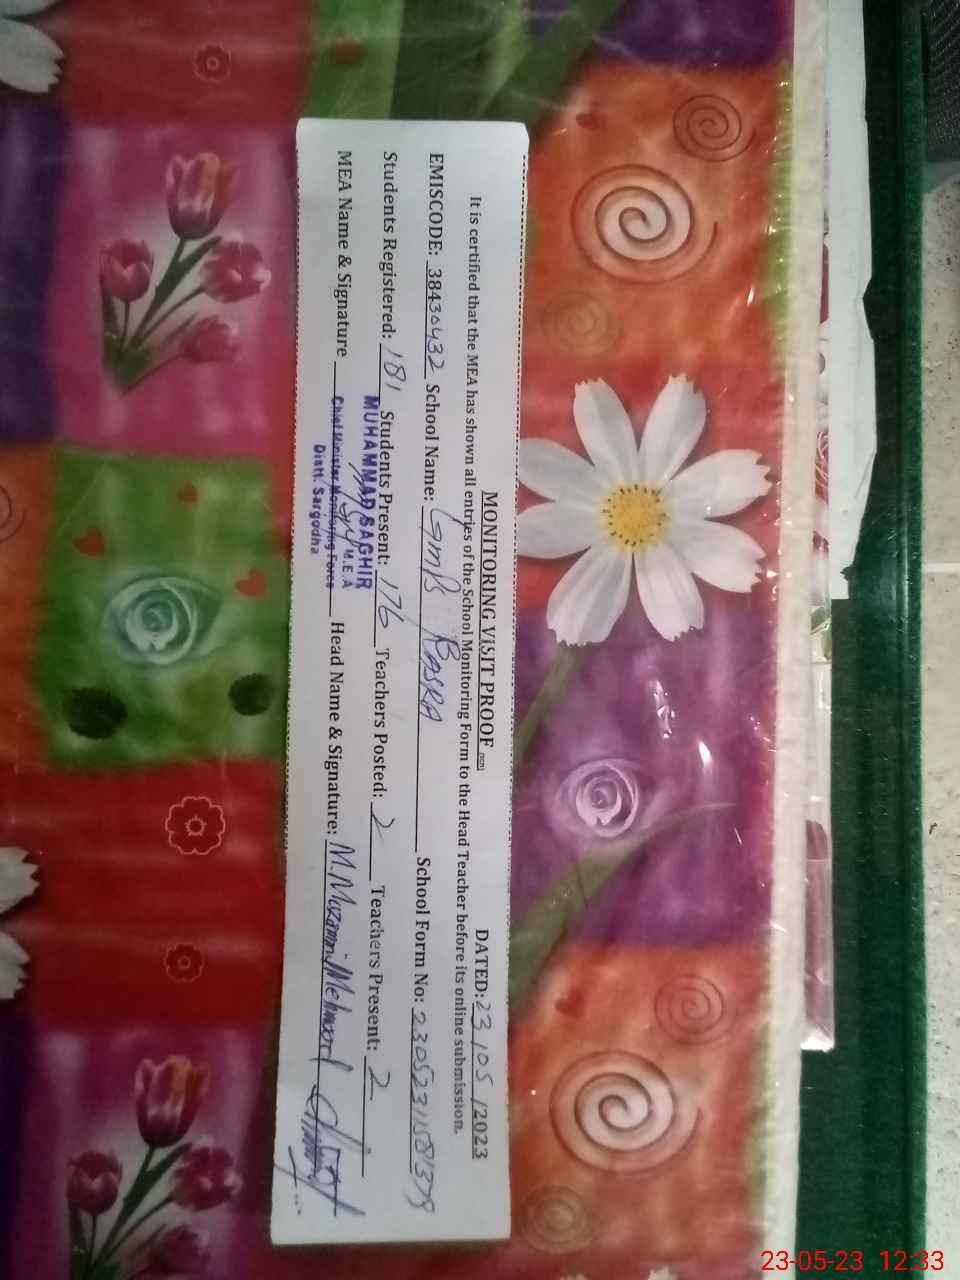 MONITORING VISIT PROOF
DATED: 23 / 05 / 2023
It is certified that the MEA has shown all entries of the School Monitoring Form to the Head Teacher before its online submission.
EMISCODE: 38430432 School Name: GMPS BASRA School Form No:
Students Registered: 181 Students Present: 176 Teachers Posted: 2 Teachers Present: 2
MEA Name & Signature Head Name & Signature: M. Muzammil Mehmood
MUHAMMAD SAGHIR
M.E.A
Chief Minister Monitoring Force
Distt. Sargodha
23-05-23 12:33